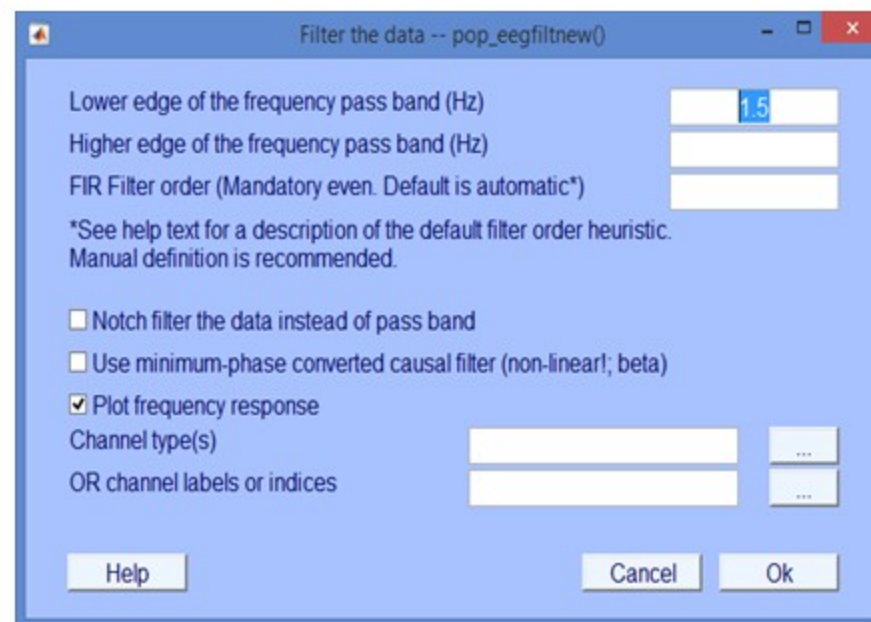 Filter the data -- pop_eegfiltnew()
Lower edge of the frequency pass band (Hz) 1.5
Higher edge of the frequency pass band (Hz)
FIR Filter order (Mandatory even. Default is automatic*)
*See help text for a description of the default filter order heuristic.
Manual definition is recommended.
Notch filter the data instead of pass band
Use minimum-phase converted causal filter (non-linear!; beta)
Plot frequency response
Channel type(s) ...
OR channel labels or indices ...
Help Cancel Ok